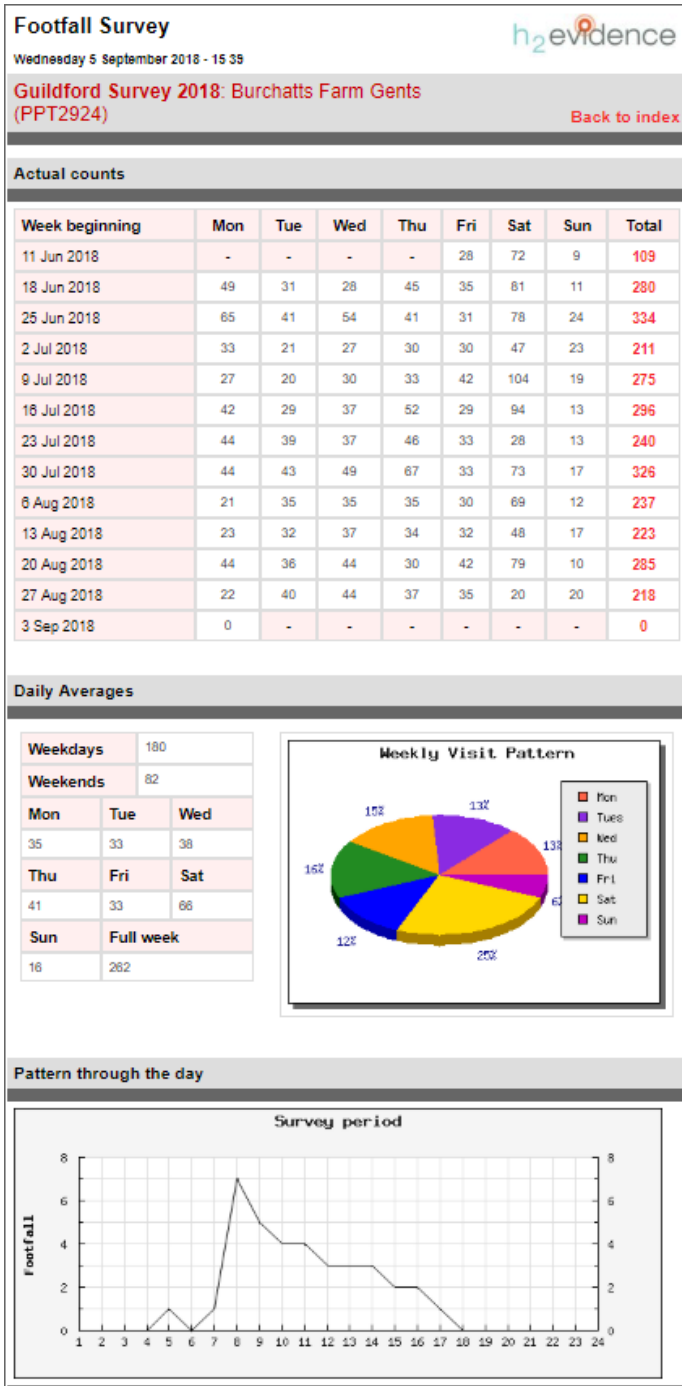 Footfall Survey
h2evidence
Wednesday 5 September 2018 - 15 39
Guildford Survey 2018: Burchatts Farm Gents
(PPT2924)
Back to index
Actual counts
Week beginning Mon Tue Wed Thu Fri Sat Sun Total
11 Jun 2018 - - - - 28 72 9 109
18 Jun 2018 49 31 28 45 35 81 11 280
25 Jun 2018 65 41 54 41 31 78 24 334
2 Jul 2018 33 21 27 30 30 47 23 211
9 Jul 2018 27 20 30 33 42 104 19 275
16 Jul 2018 42 29 37 52 29 94 13 296
23 Jul 2018 44 39 37 46 33 28 13 240
30 Jul 2018 44 43 49 67 33 73 17 326
6 Aug 2018 21 35 35 35 30 69 12 237
13 Aug 2018 23 32 37 34 32 48 17 223
20 Aug 2018 44 36 44 30 42 79 10 285
27 Aug 2018 22 40 44 37 35 20 20 218
3 Sep 2018 0 - - - - - - 0
Daily Averages
Weekdays 180
Weekends 82
Mon Tue Wed
35 33 38
Thu Fri Sat
41 33 66
Sun Full week
16 262
Weekly Visit Pattern
13%
15%
13%
16%
12%
25%
Mon
Tues
Wed
Thu
Fri
Sat
Sun
Pattern through the day
Survey period
Footfall
8 8
6 6
4 4
2 2
0 0
1 2 3 4 5 6 7 8 9 10 11 12 13 14 15 16 17 18 19 20 21 22 23 24